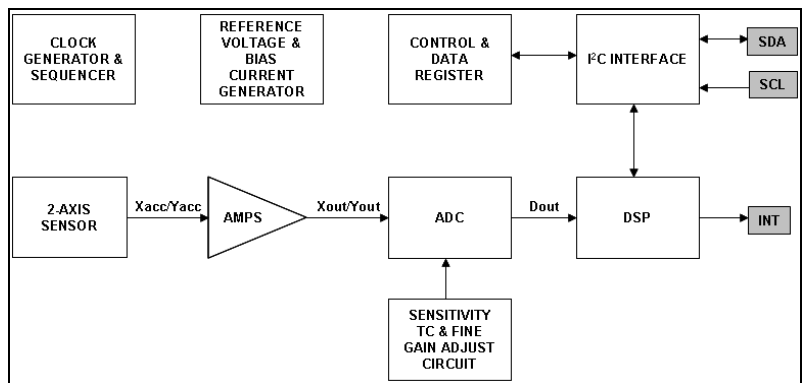 CLOCK
GENERATOR &
SEQUENCER
REFERENCE
VOLTAGE &
BIAS
CURRENT
GENERATOR
CONTROL &
DATA
REGISTER
I²C INTERFACE
SDA
SCL
2-AXIS
SENSOR
Xacc/Yacc
AMPS
Xout/Yout
ADC
Dout
DSP
INT
SENSITIVITY
TC & FINE
GAIN ADJUST
CIRCUIT